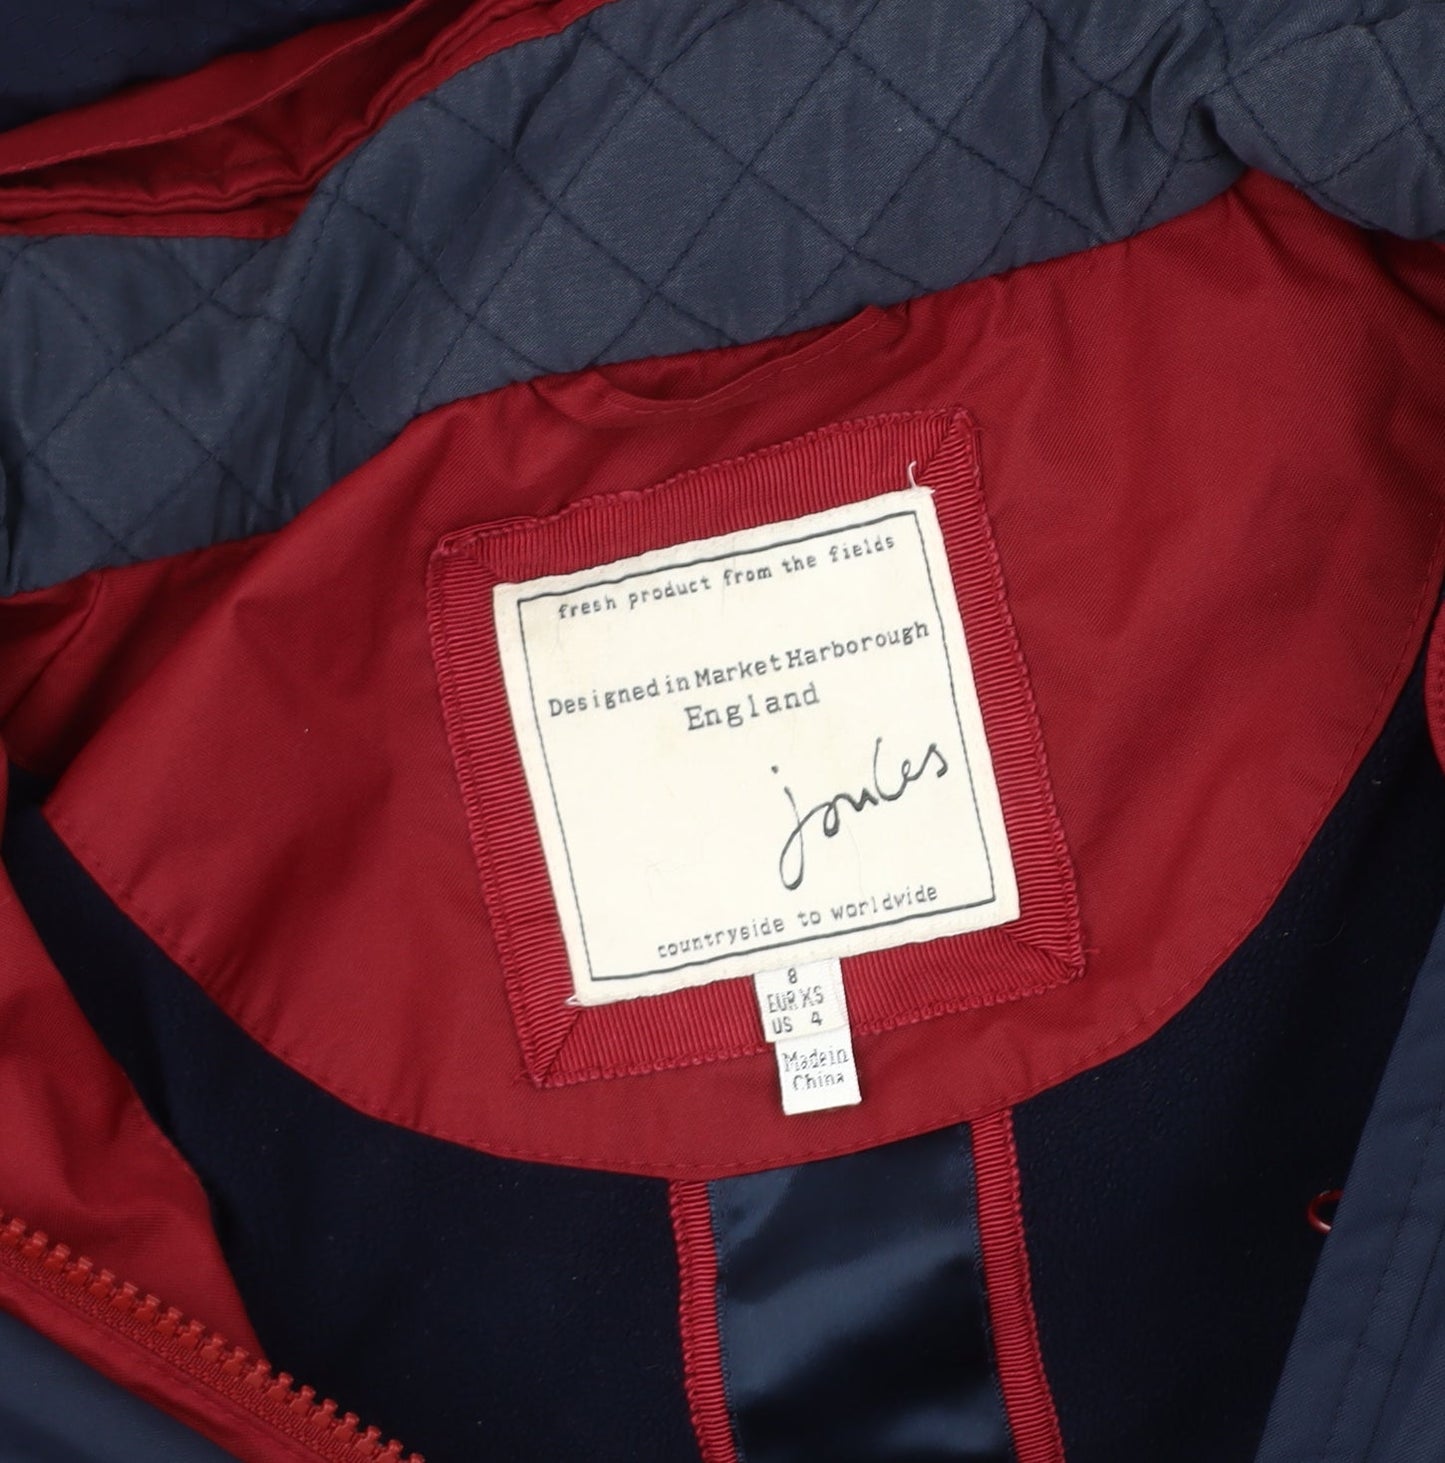 fresh product from the fields
Designed in Market Harborough
England
joules
countryside to worldwide
8
EUR XS
US 4
Made in
China